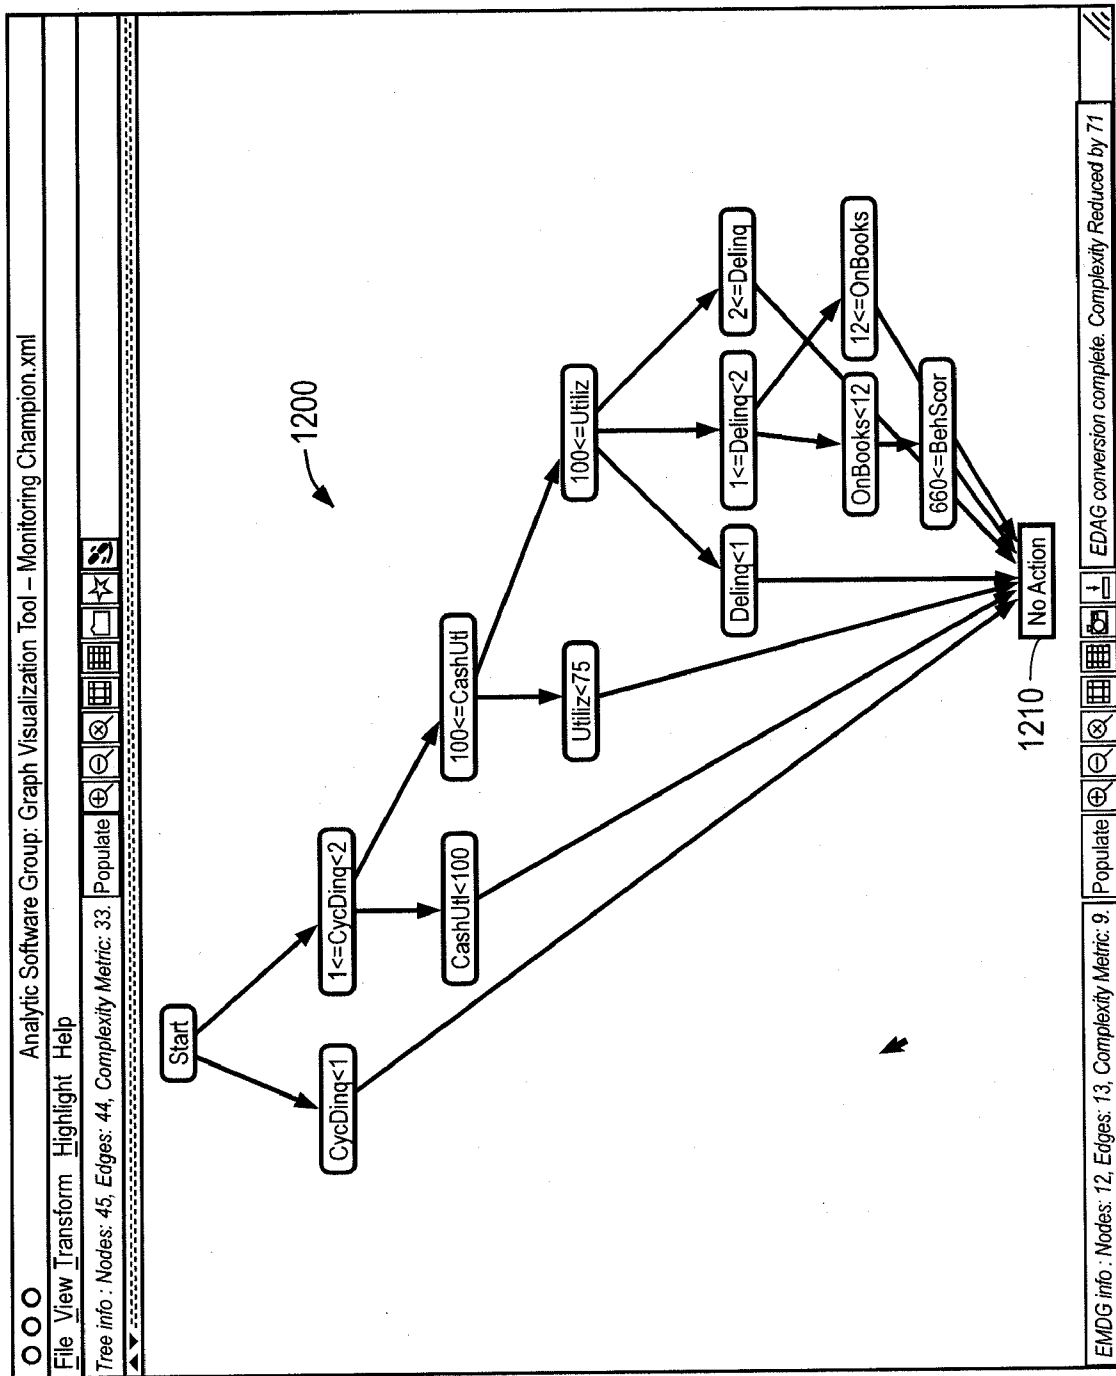 Analytic Software Group: Graph Visualization Tool – Monitoring Champion.xml
File View Transform Highlight Help
Tree info : Nodes: 45, Edges: 44, Complexity Metric: 33. Populate
Start
1200
CycDinq<1
1<=CycDinq<2
CashUtl<100
100<=CashUtl
Utiliz<75
100<=Utiliz
Delinq<1
1<=Delinq<2
2<=Delinq
OnBooks<12
12<=OnBooks
660<=BehScor
No Action
1210
EMDG info : Nodes: 12, Edges: 13, Complexity Metric: 9. Populate EDAG conversion complete. Complexity Reduced by 71